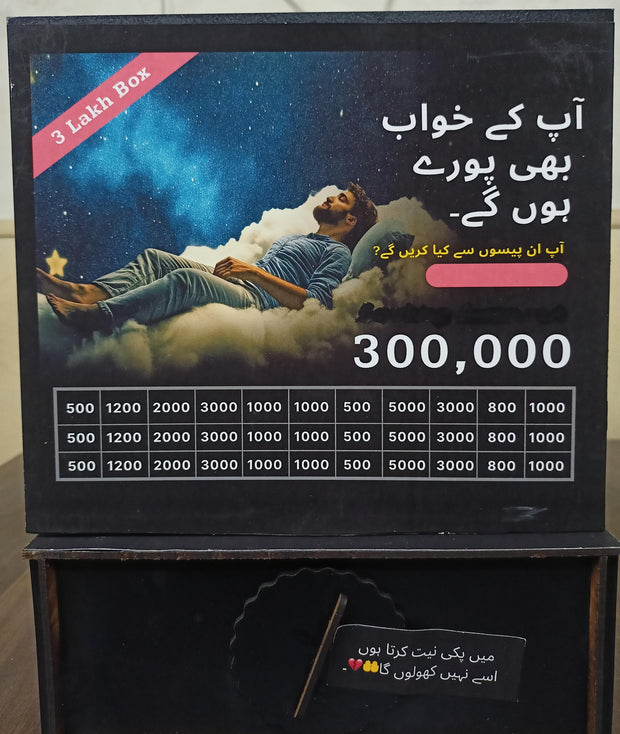 3 Lakh Box
آپ کے خواب
بھی پورے
ہوں گے۔
آپ ان پیسوں سے کیا کریں گے؟
300,000
500 1200 2000 3000 1000 1000 500 5000 3000 800 1000
500 1200 2000 3000 1000 1000 500 5000 3000 800 1000
500 1200 2000 3000 1000 1000 500 5000 3000 800 1000
میں پکی نیت کرتا ہوں
اسے نہیں کھولوں گا🤲💔۔